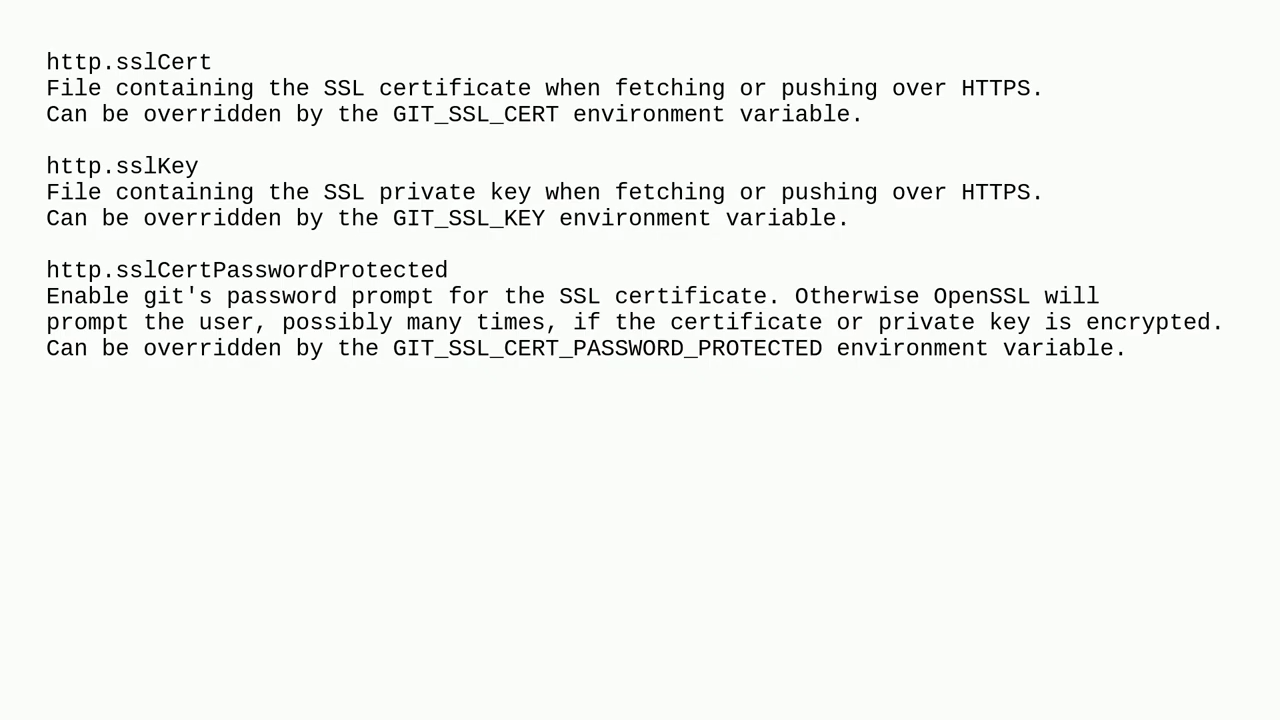 http.sslCert
File containing the SSL certificate when fetching or pushing over HTTPS.
Can be overridden by the GIT_SSL_CERT environment variable.

http.sslKey
File containing the SSL private key when fetching or pushing over HTTPS.
Can be overridden by the GIT_SSL_KEY environment variable.

http.sslCertPasswordProtected
Enable git's password prompt for the SSL certificate. Otherwise OpenSSL will
prompt the user, possibly many times, if the certificate or private key is encrypted.
Can be overridden by the GIT_SSL_CERT_PASSWORD_PROTECTED environment variable.